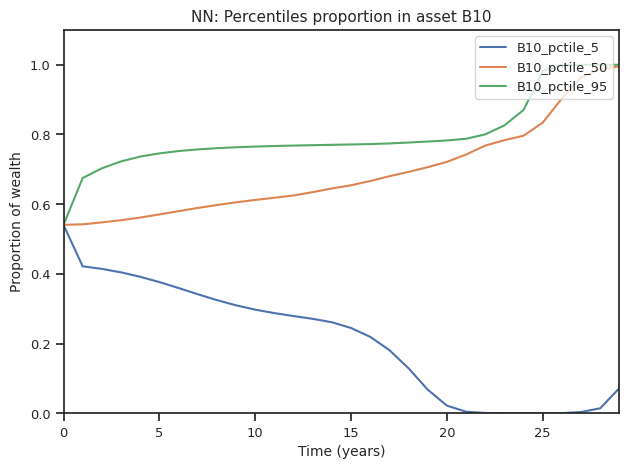 NN: Percentiles proportion in asset B10
B10_pctile_5
B10_pctile_50
B10_pctile_95
Proportion of wealth
1.0
0.8
0.6
0.4
0.2
0.0
0 5 10 15 20 25
Time (years)